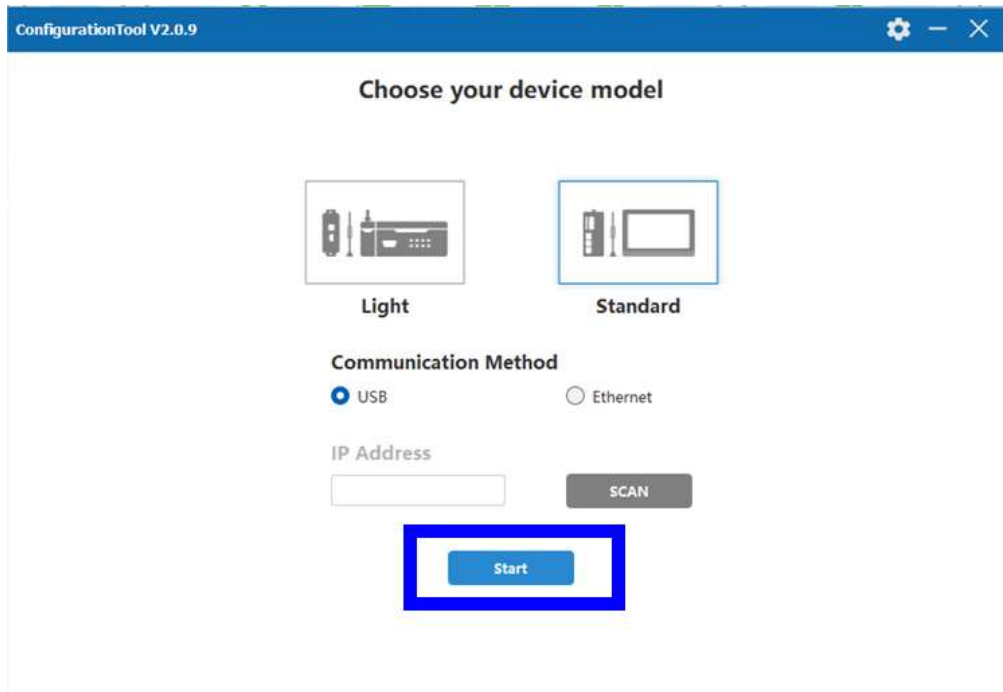 ConfigurationTool V2.0.9
Choose your device model
Light
Standard
Communication Method
USB
Ethernet
IP Address
SCAN
Start